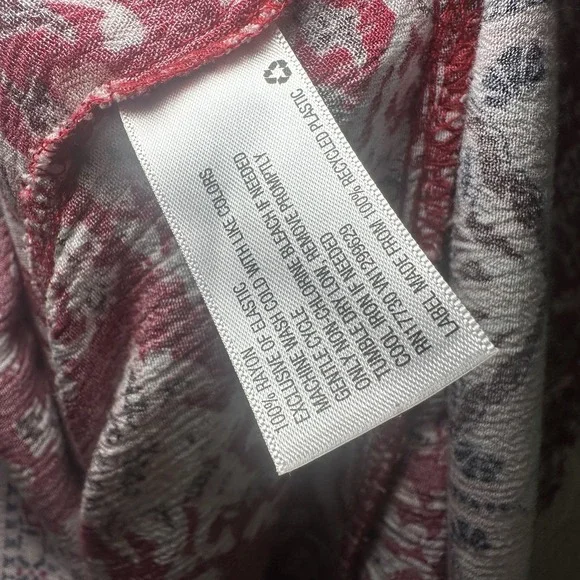 100% RAYON
EXCLUSIVE OF ELASTIC
MACHINE WASH COLD WITH LIKE COLORS
GENTLE CYCLE
ONLY NON-CHLORINE BLEACH IF NEEDED
TUMBLE DRY LOW. REMOVE PROMPTLY
COOL IRON IF NEEDED
RN17730 VN1299629
LABEL MADE FROM 100% RECYCLED PLASTIC